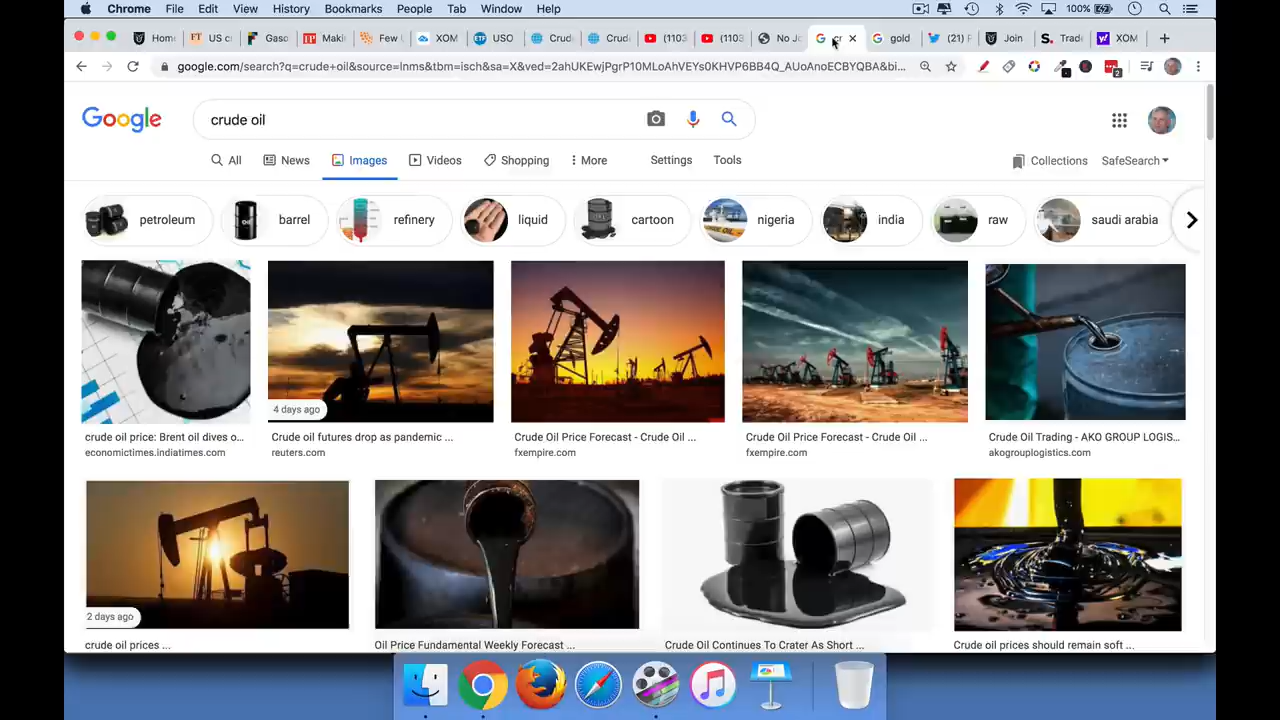 Chrome File Edit View History Bookmarks People Tab Window Help 100%
Home FT US c Gasc Maki Few XOM ETF USO Crud Crud (1103 (1103 No Jo gold (21) F Join S. Trade XOM
google.com/search?q=crude+oil&source=lnms&tbm=isch&sa=X&ved=2ahUKEwjPgrP10MLoAhVEYs0KHVP6BB4Q_AUoAnoECBYQBA&bi...
Google crude oil
All News Images Videos Shopping More Settings Tools Collections SafeSearch
petroleum barrel refinery liquid cartoon nigeria india raw saudi arabia
4 days ago
crude oil price: Brent oil dives o... Crude oil futures drop as pandemic ... Crude Oil Price Forecast - Crude Oil ... Crude Oil Price Forecast - Crude Oil ... Crude Oil Trading - AKO GROUP LOGIS...
economictimes.indiatimes.com reuters.com fxempire.com fxempire.com akogrouplogistics.com
2 days ago
crude oil prices ... Oil Price Fundamental Weekly Forecast ... Crude Oil Continues To Crater As Short ... Crude oil prices should remain soft ...